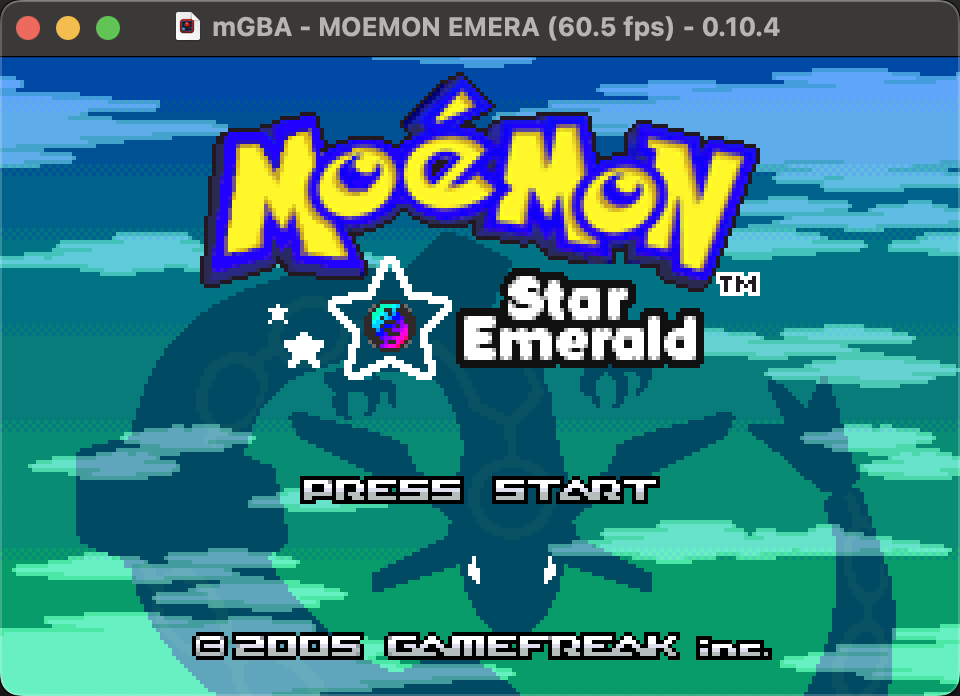 mGBA - MOEMON EMERA (60.5 fps) - 0.10.4
MoéMoN
TM
Star
Emerald
PRESS START
©2005 GAMEFREAK inc.